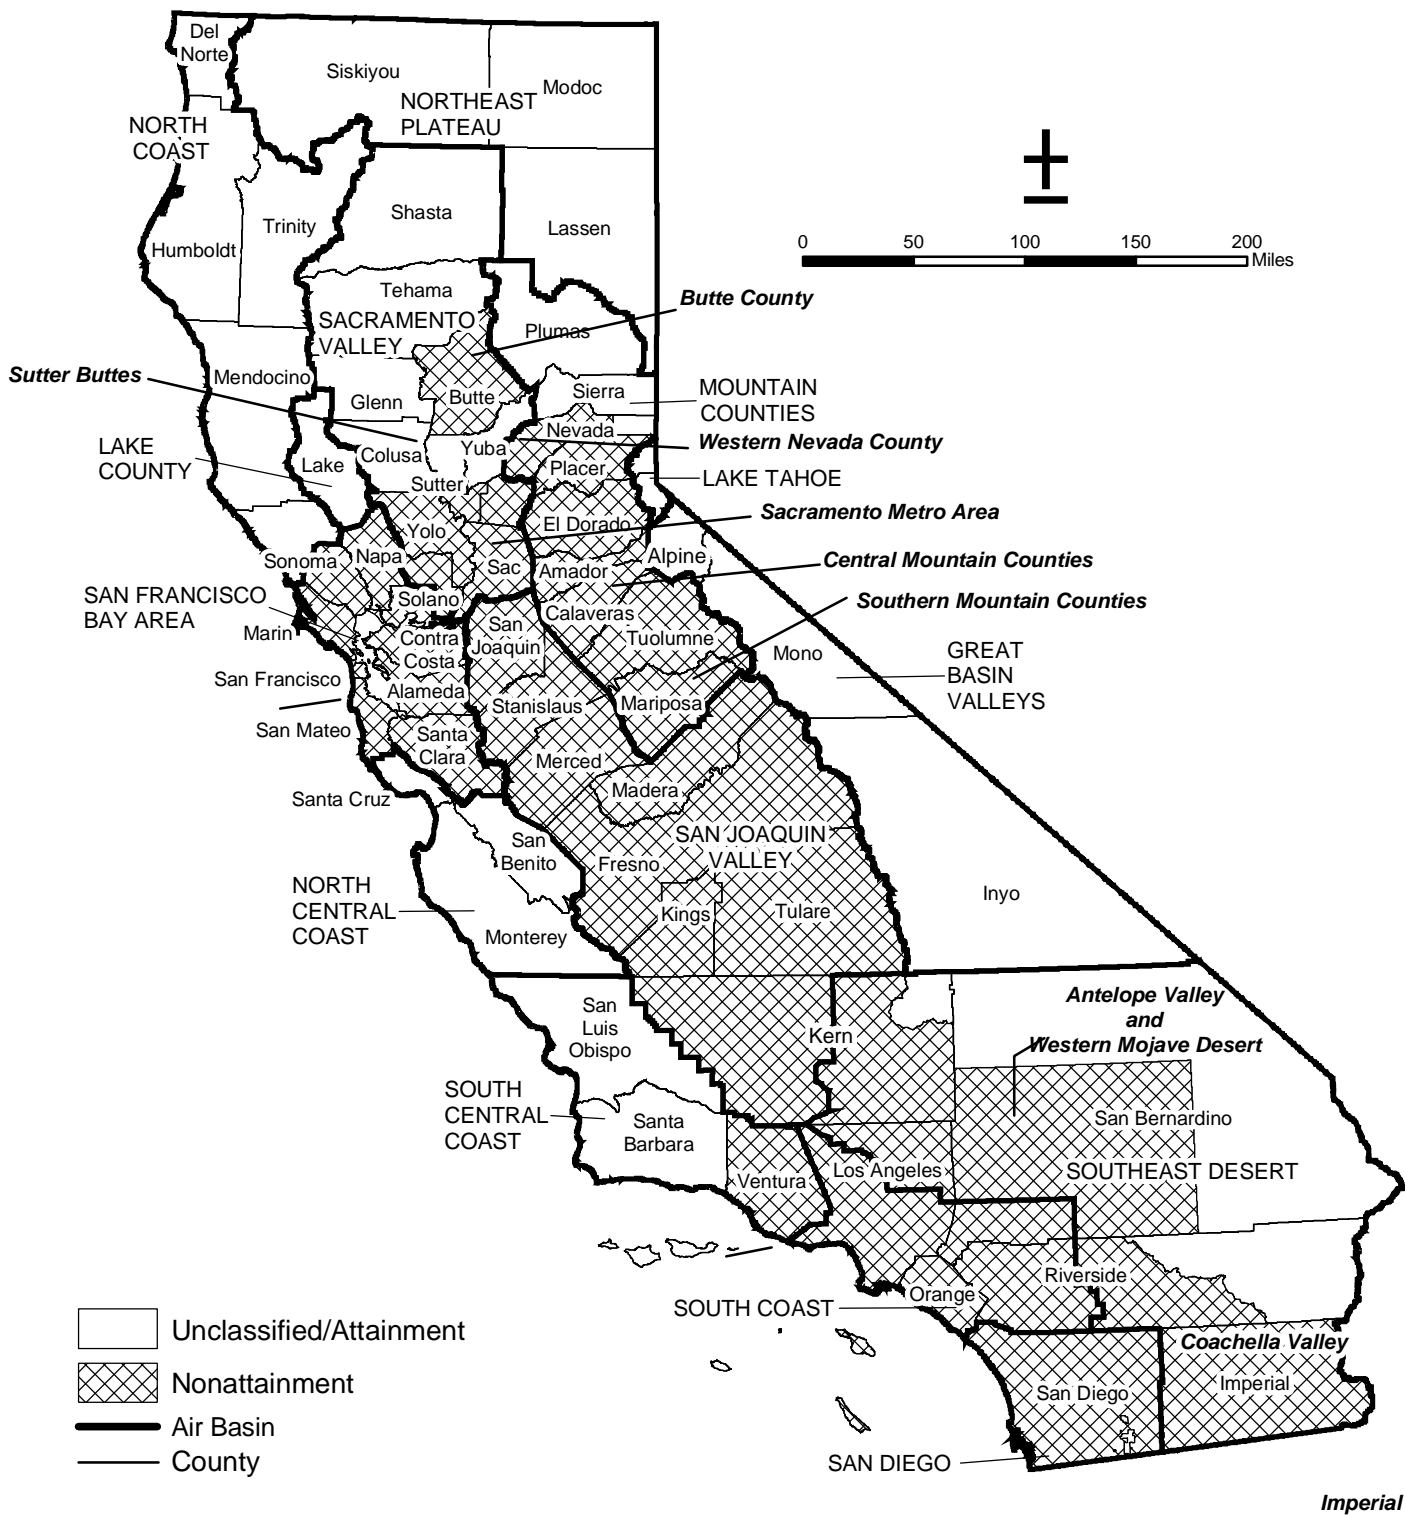 Del
Norte
Siskiyou
Modoc
NORTHEAST
PLATEAU
NORTH
COAST
Shasta
Trinity
Lassen
Humboldt
0 50 100 150 200
Miles
Tehama
Butte County
SACRAMENTO
VALLEY
Plumas
Sutter Buttes
Mendocino
Glenn
Butte
Sierra
MOUNTAIN
COUNTIES
Nevada
Western Nevada County
LAKE
COUNTY
Lake
Colusa
Yuba
Placer
LAKE TAHOE
Sutter
Sacramento Metro Area
Yolo
El Dorado
Sonoma
Napa
Sac
Amador
Alpine
Central Mountain Counties
SAN FRANCISCO
BAY AREA
Solano
Calaveras
Southern Mountain Counties
Marin
Contra
Costa
San
Joaquin
Tuolumne
Mono
GREAT
BASIN
VALLEYS
San Francisco
Alameda
Stanislaus
Mariposa
San Mateo
Santa
Clara
Merced
Madera
Santa Cruz
San
Benito
Fresno
SAN JOAQUIN
VALLEY
NORTH
CENTRAL
COAST
Kings
Tulare
Inyo
Monterey
San
Luis
Obispo
Kern
Antelope Valley
and
Western Mojave Desert
SOUTH
CENTRAL
COAST
Santa
Barbara
San Bernardino
Ventura
Los Angeles
SOUTHEAST DESERT
Riverside
Orange
SOUTH COAST
Coachella Valley
San Diego
Imperial
SAN DIEGO
Unclassified/Attainment
Nonattainment
Air Basin
County
Imperial